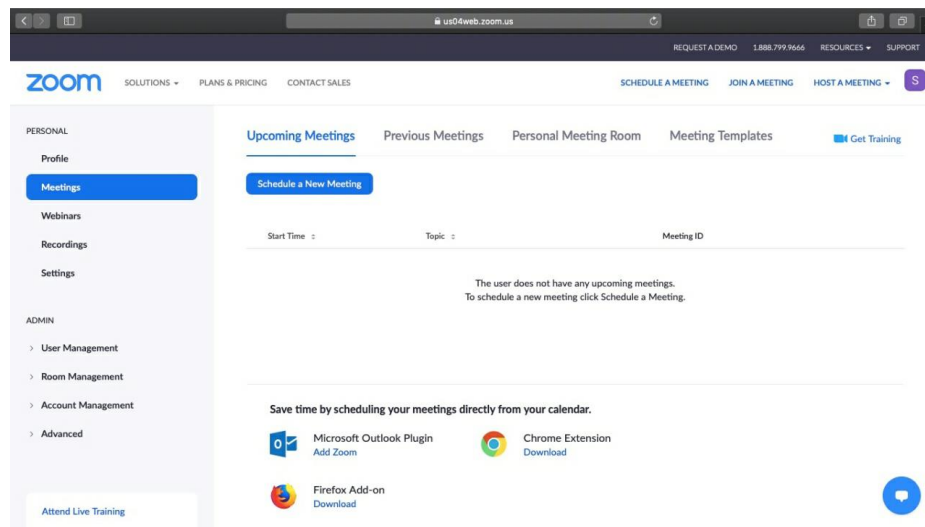 us04web.zoom.us
REQUEST A DEMO 1.888.799.9666 RESOURCES SUPPORT
zoom SOLUTIONS PLANS & PRICING CONTACT SALES SCHEDULE A MEETING JOIN A MEETING HOST A MEETING S
PERSONAL
Profile
Meetings
Webinars
Recordings
Settings
ADMIN
User Management
Room Management
Account Management
Advanced
Attend Live Training
Upcoming Meetings Previous Meetings Personal Meeting Room Meeting Templates Get Training
Schedule a New Meeting
Start Time Topic Meeting ID
The user does not have any upcoming meetings.
To schedule a new meeting click Schedule a Meeting.
Save time by scheduling your meetings directly from your calendar.
Microsoft Outlook Plugin
Add Zoom
Chrome Extension
Download
Firefox Add-on
Download